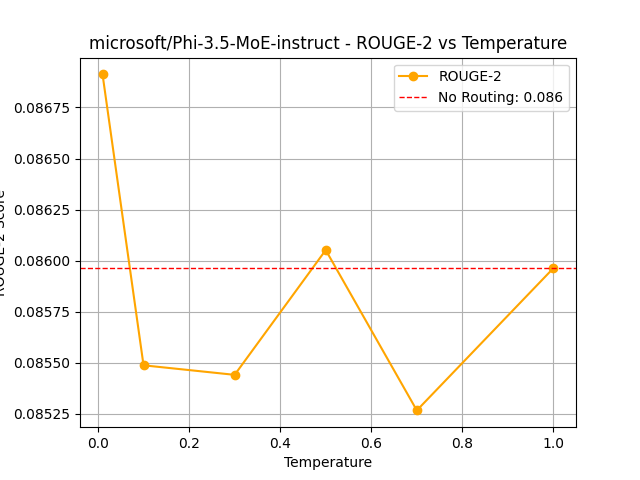 microsoft/Phi-3.5-MoE-instruct - ROUGE-2 vs Temperature
ROUGE-2
No Routing: 0.086
0.08675
0.08650
0.08625
0.08600
0.08575
0.08550
0.08525
ROUGE-2 Score
0.0 0.2 0.4 0.6 0.8 1.0
Temperature